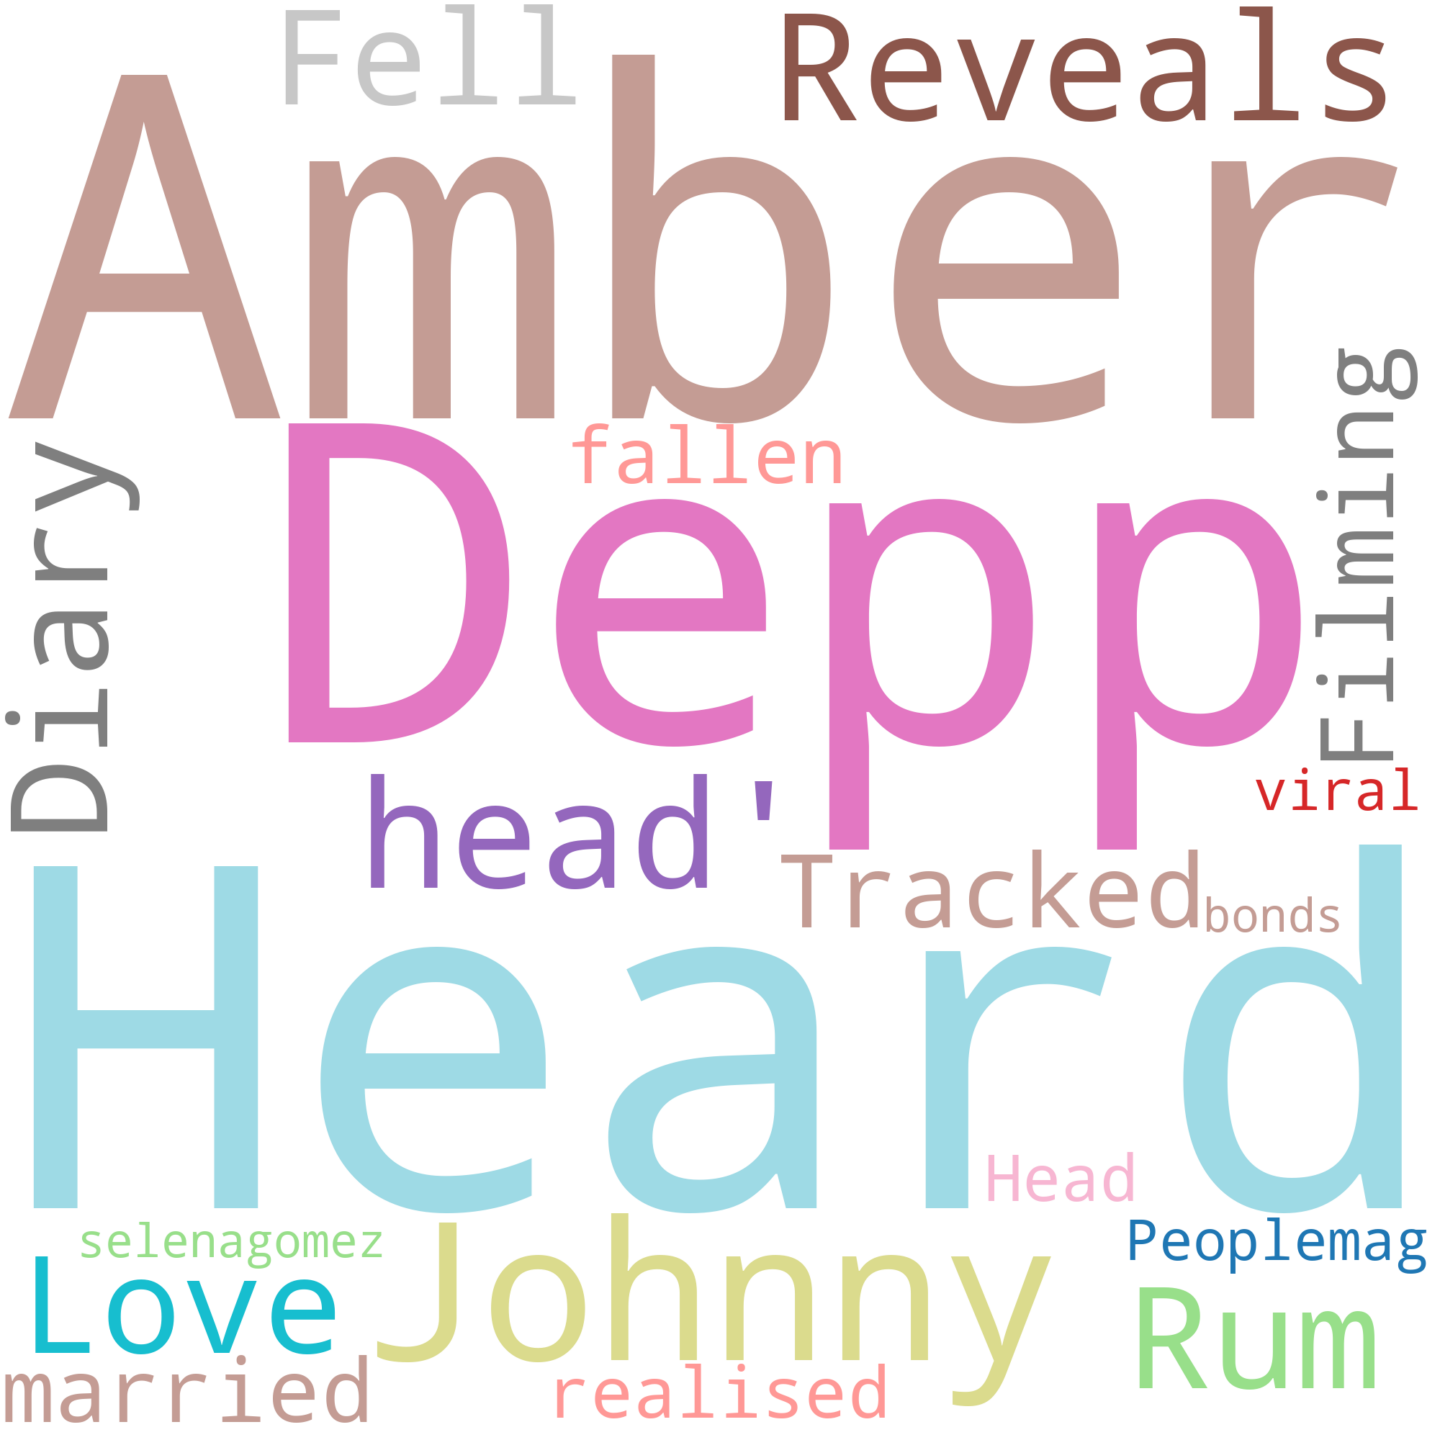 Fell
Reveals
Amber
Diary
fallen
Filming
Depp
head'
viral
Tracked
bonds
Heard
Head
selenagomez
Peoplemag
Love
Johnny
Rum
married
realised